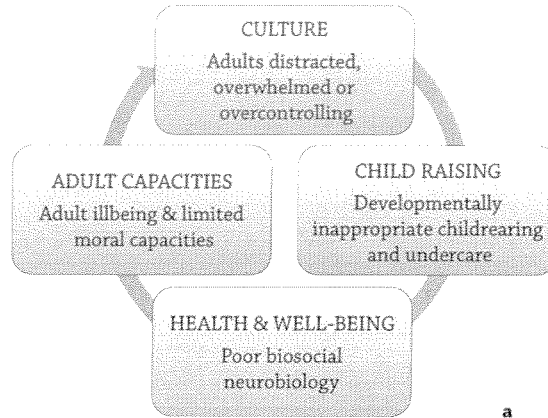 CULTURE
Adults distracted,
overwhelmed or
overcontrolling
ADULT CAPACITIES
Adult illbeing & limited
moral capacities
CHILD RAISING
Developmentally
inappropriate childrearing
and undercare
HEALTH & WELL-BEING
Poor biosocial
neurobiology
a